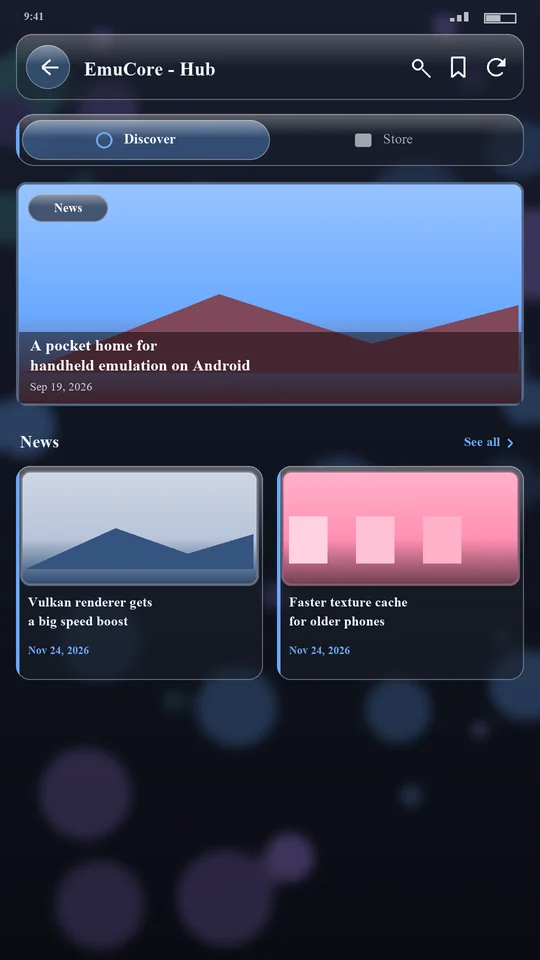 9:41
EmuCore - Hub
Discover
Store
News
A pocket home for
handheld emulation on Android
Sep 19, 2026
News
See all
Vulkan renderer gets
a big speed boost
Nov 24, 2026
Faster texture cache
for older phones
Nov 24, 2026